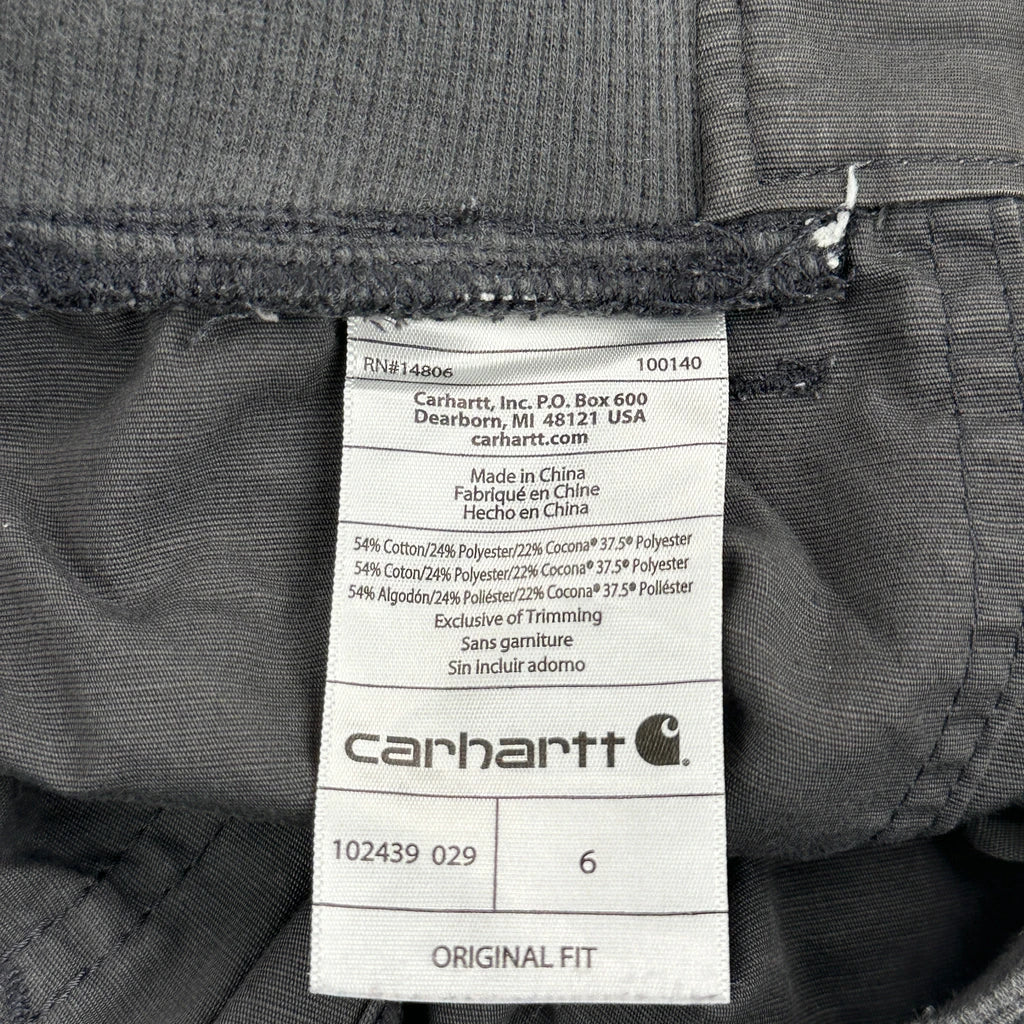 RN#14806 100140
Carhartt, Inc. P.O. Box 600
Dearborn, MI 48121 USA
carhartt.com
Made in China
Fabriqué en Chine
Hecho en China
54% Cotton/24% Polyester/22% Cocona® 37.5® Polyester
54% Coton/24% Polyester/22% Cocona® 37.5® Polyester
54% Algodón/24% Poliéster/22% Cocona® 37.5® Poliéster
Exclusive of Trimming
Sans garniture
Sin incluir adorno
carhartt
102439 029 6
ORIGINAL FIT